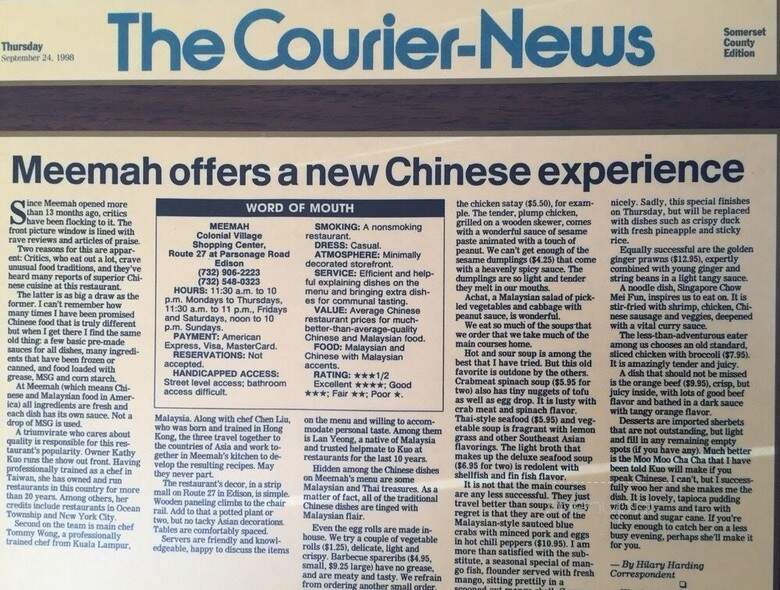 Thursday
September 24, 1998
The Courier-News
Somerset
County
Edition
Meemah offers a new Chinese experience
Since Meemah opened more
than 13 months ago, critics
have been flocking to it. The
front picture window is lined with
rave reviews and articles of praise.
Two reasons for this are appar-
ent: Critics, who eat out a lot, crave
unusual food traditions, and they've
heard many reports of superior Chi-
nese cuisine at this restaurant.
The latter is as big a draw as the
former. I can't remember how
many times I have been promised
Chinese food that is truly different
but when I get there I find the same
old thing: a few basic pre-made
sauces for all dishes, many ingredi-
ents that have been frozen or
canned, and food loaded with
grease, MSG and corn starch.
At Meemah (which means Chi-
nese and Malaysian food in Amer-
ica) all ingredients are fresh and
each dish has its own sauce. Not a
drop of MSG is used.
A triumvirate who cares about
quality is responsible for this res-
taurant's popularity. Owner Kathy
Kuo runs the show out front. Having
professionally trained as a chef in
Taiwan, she has owned and run
restaurants in this country for more
than 20 years. Among others, her
credits include restaurants in Ocean
Township and New York City.
Second on the team is main chef
Tommy Wong, a professionally
trained chef from Kuala Lumpur,
WORD OF MOUTH
MEEMAH
Colonial Village
Shopping Center,
Route 27 at Parsonage Road
Edison
(732) 906-2223
(732) 548-0323
HOURS: 11:30 a.m. to 10
p.m. Mondays to Thursdays,
11:30 a.m. to 11 p.m., Fridays
and Saturdays, noon to 10
p.m. Sundays.
PAYMENT: American
Express, Visa, MasterCard.
RESERVATIONS: Not
accepted.
HANDICAPPED ACCESS:
Street level access; bathroom
access difficult.
SMOKING: A nonsmoking
restaurant.
DRESS: Casual.
ATMOSPHERE: Minimally
decorated storefront.
SERVICE: Efficient and help-
ful explaining dishes on the
menu and bringing extra dish-
es for communal tasting.
VALUE: Average Chinese
restaurant prices for much-
better-than-average-quality
Chinese and Malaysian food.
FOOD: Malaysian and
Chinese with Malaysian
accents.
RATING: ★★★1/2
Excellent ★★★★; Good
★★★; Fair ★★; Poor ★.
Malaysia. Along with chef Chen Liu,
who was born and trained in Hong
Kong, the three travel together to
the countries of Asia and work to-
gether in Meemah's kitchen to de-
velop the resulting recipes. May
they never part.
The restaurant's decor, in a strip
mall on Route 27 in Edison, is simple.
Wooden paneling climbs to the chair
rail. Add to that a potted plant or
two, but no tacky Asian decorations.
Tables are comfortably spaced.
Servers are friendly and knowl-
edgeable, happy to discuss the items
on the menu and willing to accom-
modate personal taste. Among them
is Lan Yeong, a native of Malaysia
and trusted helpmate to Kuo at
restaurants for the last 10 years.
Hidden among the Chinese dishes
on Meemah's menu are some
Malaysian and Thai treasures. As a
matter of fact, all of the traditional
Chinese dishes are tinged with
Malaysian flair.
Even the egg rolls are made in-
house. We try a couple of vegetable
rolls ($1.25), delicate, light and
crispy. Barbecue spareribs ($4.95,
small, $9.25 large) have no grease,
and are meaty and tasty. We refrain
from ordering another small order.
the chicken satay ($5.50), for exam-
ple. The tender, plump chicken,
grilled on a wooden skewer, comes
with a wonderful sauce of sesame
paste animated with a touch of
peanut. We can't get enough of the
sesame dumplings ($4.25) that come
with a heavenly spicy sauce. The
dumplings are so light and tender
they melt in our mouths.
Achat, a Malaysian salad of pick-
led vegetables and cabbage with
peanut sauce, is wonderful.
We eat so much of the soups that
we order that we take much of the
main courses home.
Hot and sour soup is among the
best that I have tried. But this old
favorite is outdone by the others.
Crabmeat spinach soup ($5.95 for
two) also has tiny nuggets of tofu
as well as egg drop. It is lusty with
crab meat and spinach flavor.
Thai-style seafood ($5.95) and veg-
etable soup is fragrant with lemon
grass and other Southeast Asian
flavorings. The light broth that
makes up the deluxe seafood soup
($6.95 for two) is redolent with
shellfish and fin fish flavor.
It is not that the main courses
are any less successful. They just
travel better than soups. My only
regret is that they are out of the
Malaysian-style sauteed blue
crabs with minced pork and eggs
in hot chili peppers ($10.95). I am
more than satisfied with the sub-
stitute, a seasonal special of man-
go fish, flounder served with fresh
mango, sitting prettily in a
scooped out mango shell.
nicely. Sadly, this special finishes
on Thursday, but will be replaced
with dishes such as crispy duck
with fresh pineapple and sticky
rice.
Equally successful are the golden
ginger prawns ($12.95), expertly
combined with young ginger and
string beans in a light tangy sauce.
A noodle dish, Singapore Chow
Mei Fun, inspires us to eat on. It is
stir-fried with shrimp, chicken, Chi-
nese sausage and veggies, deepened
with a vital curry sauce.
The less-than-adventurous eater
among us chooses an old standard,
sliced chicken with broccoli ($7.95).
It is amazingly tender and juicy.
A dish that should not be missed
is the orange beef ($9.95), crisp, but
juicy inside, with lots of good beef
flavor and bathed in a dark sauce
with tangy orange flavor.
Desserts are imported sherbets
that are not outstanding, but light
and fill in any remaining empty
spots (if you have any). Much better
is the Moo Moo Cha Cha that I have
been told Kuo will make if you
speak Chinese. I can't, but I success-
fully woo her and she makes me the
dish. It is lovely, tapioca pudding
with diced yams and taro with
coconut and sugar cane. If you're
lucky enough to catch her on a less
busy evening, perhaps she'll make it
for you.
— By Hilary Harding
Correspondent